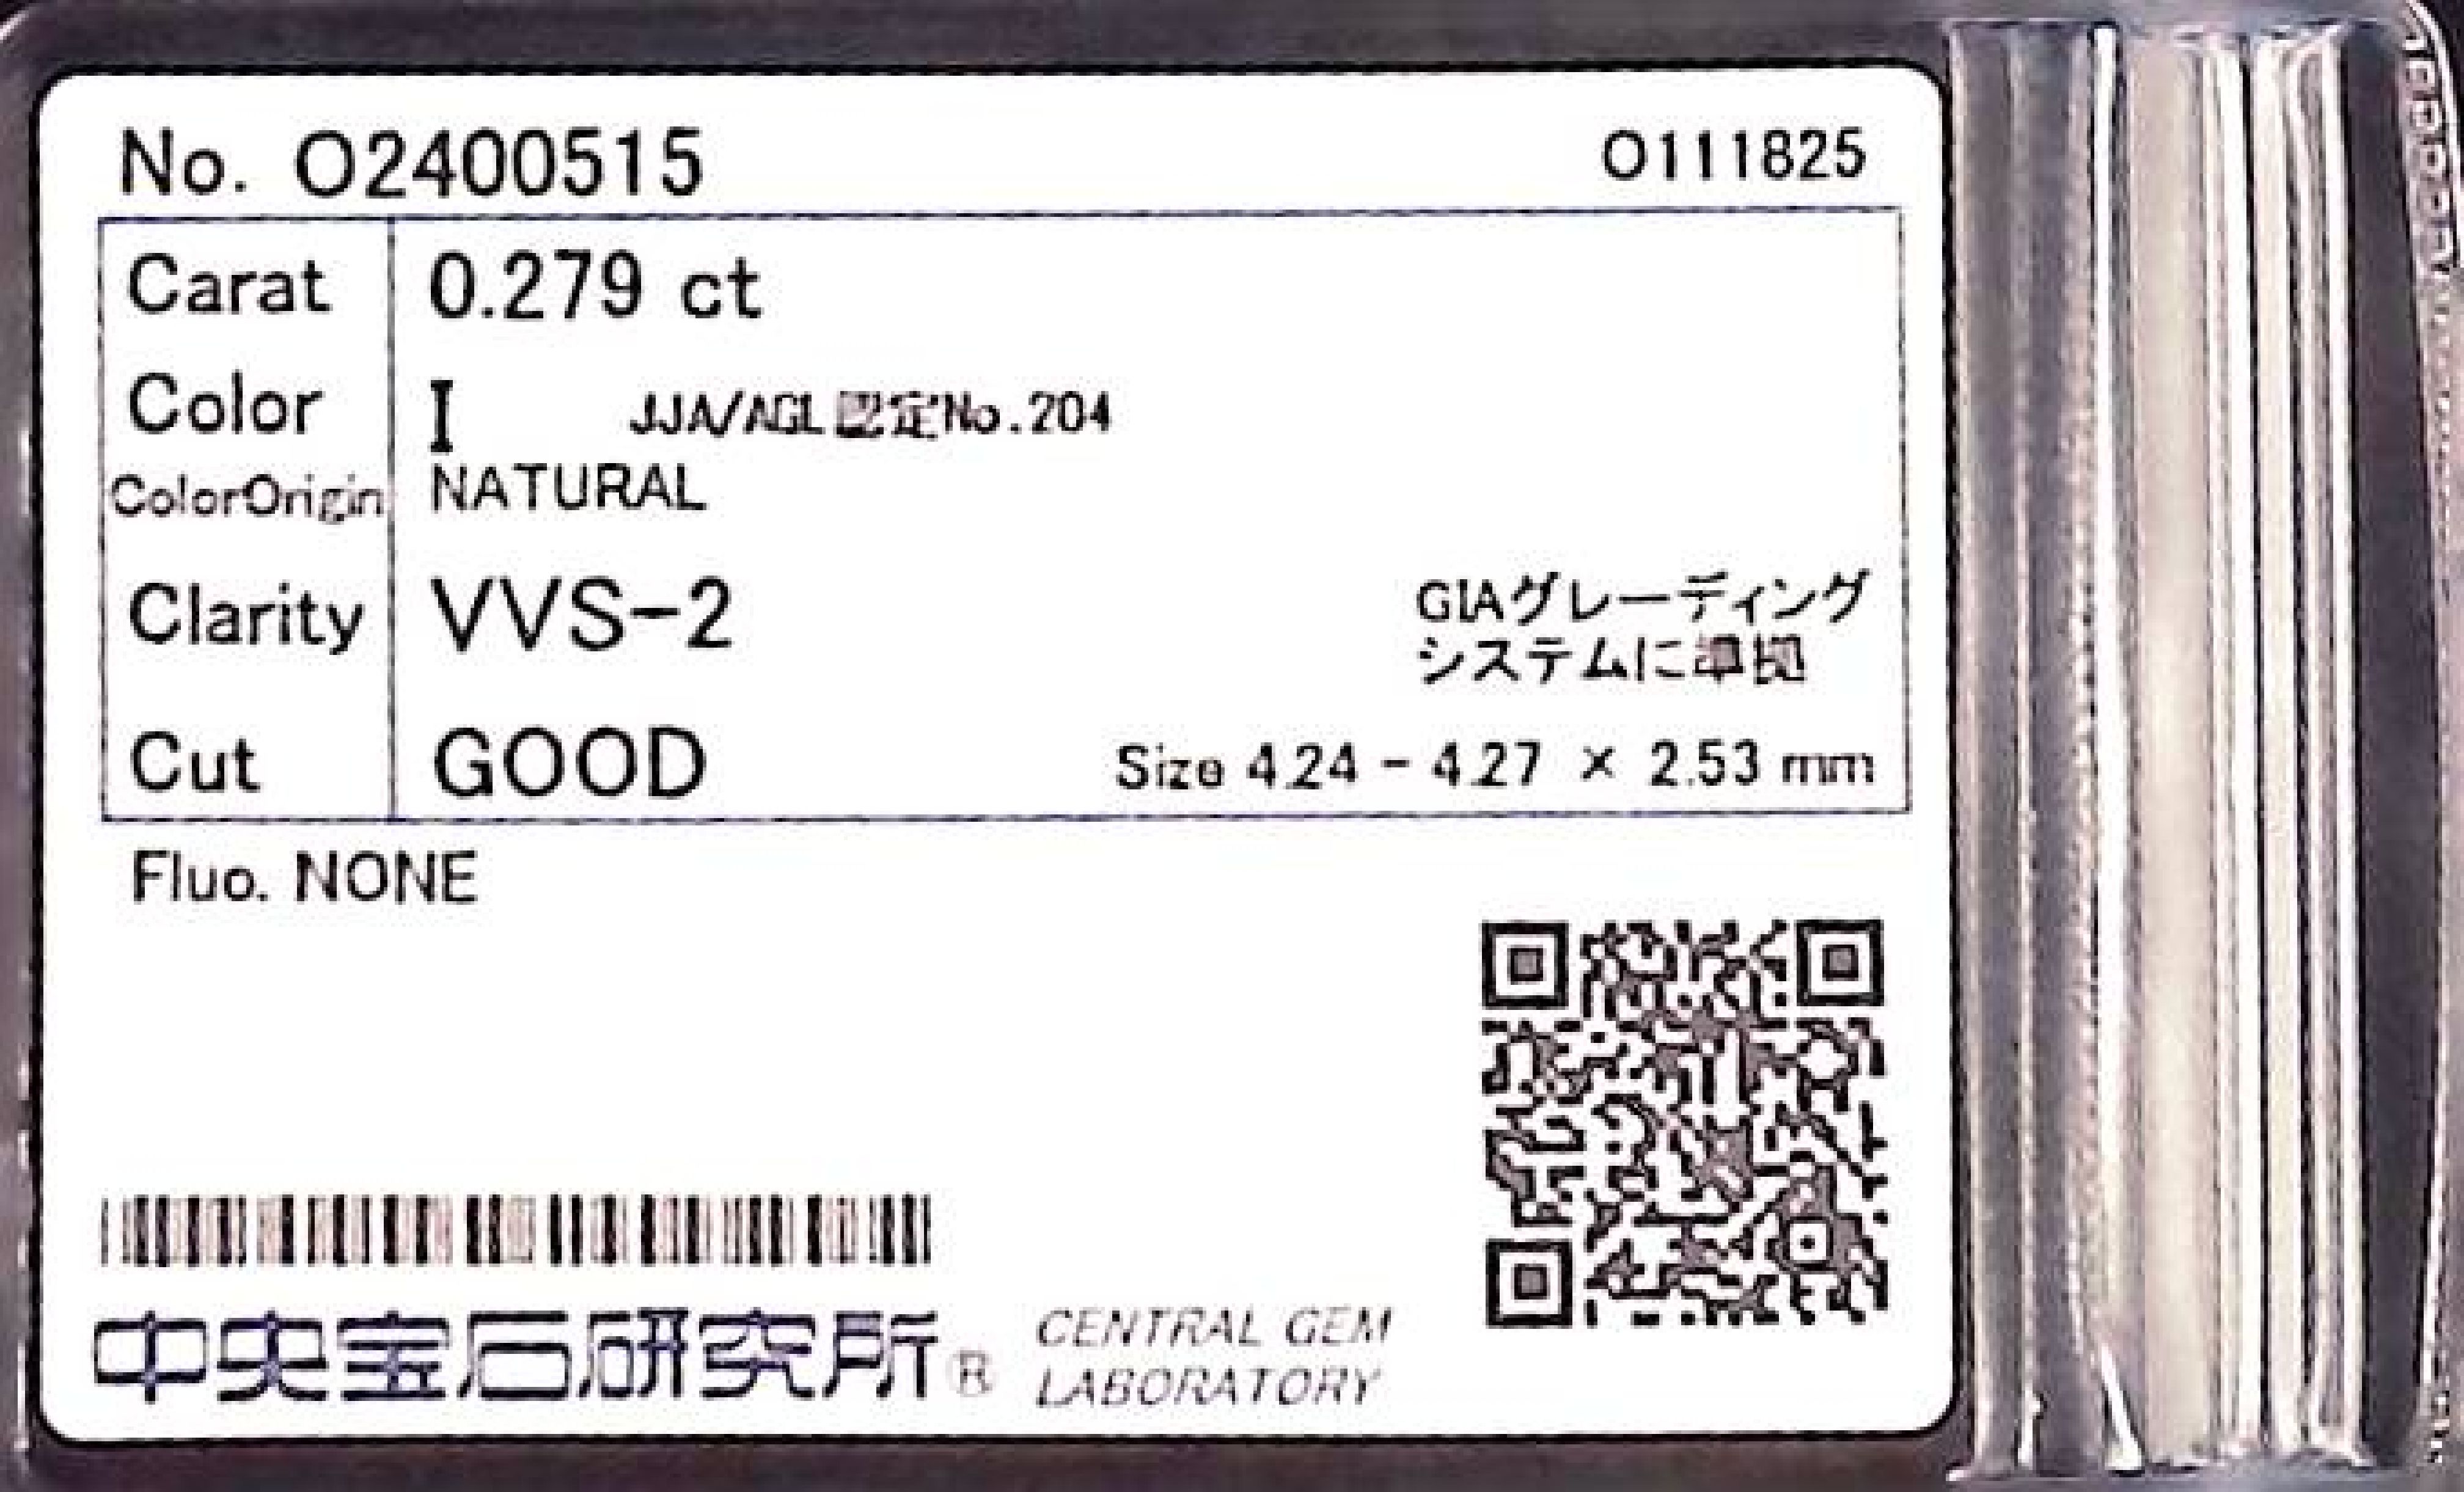 No. O2400515
O111825
Carat 0.279 ct
Color I JJA/AGL認定No.204
ColorOrigin NATURAL
Clarity VVS-2
GIAグレーディング
システムに準拠
Cut GOOD Size 4.24 - 4.27 × 2.53 mm
Fluo. NONE
中央宝石研究所® CENTRAL GEM
LABORATORY